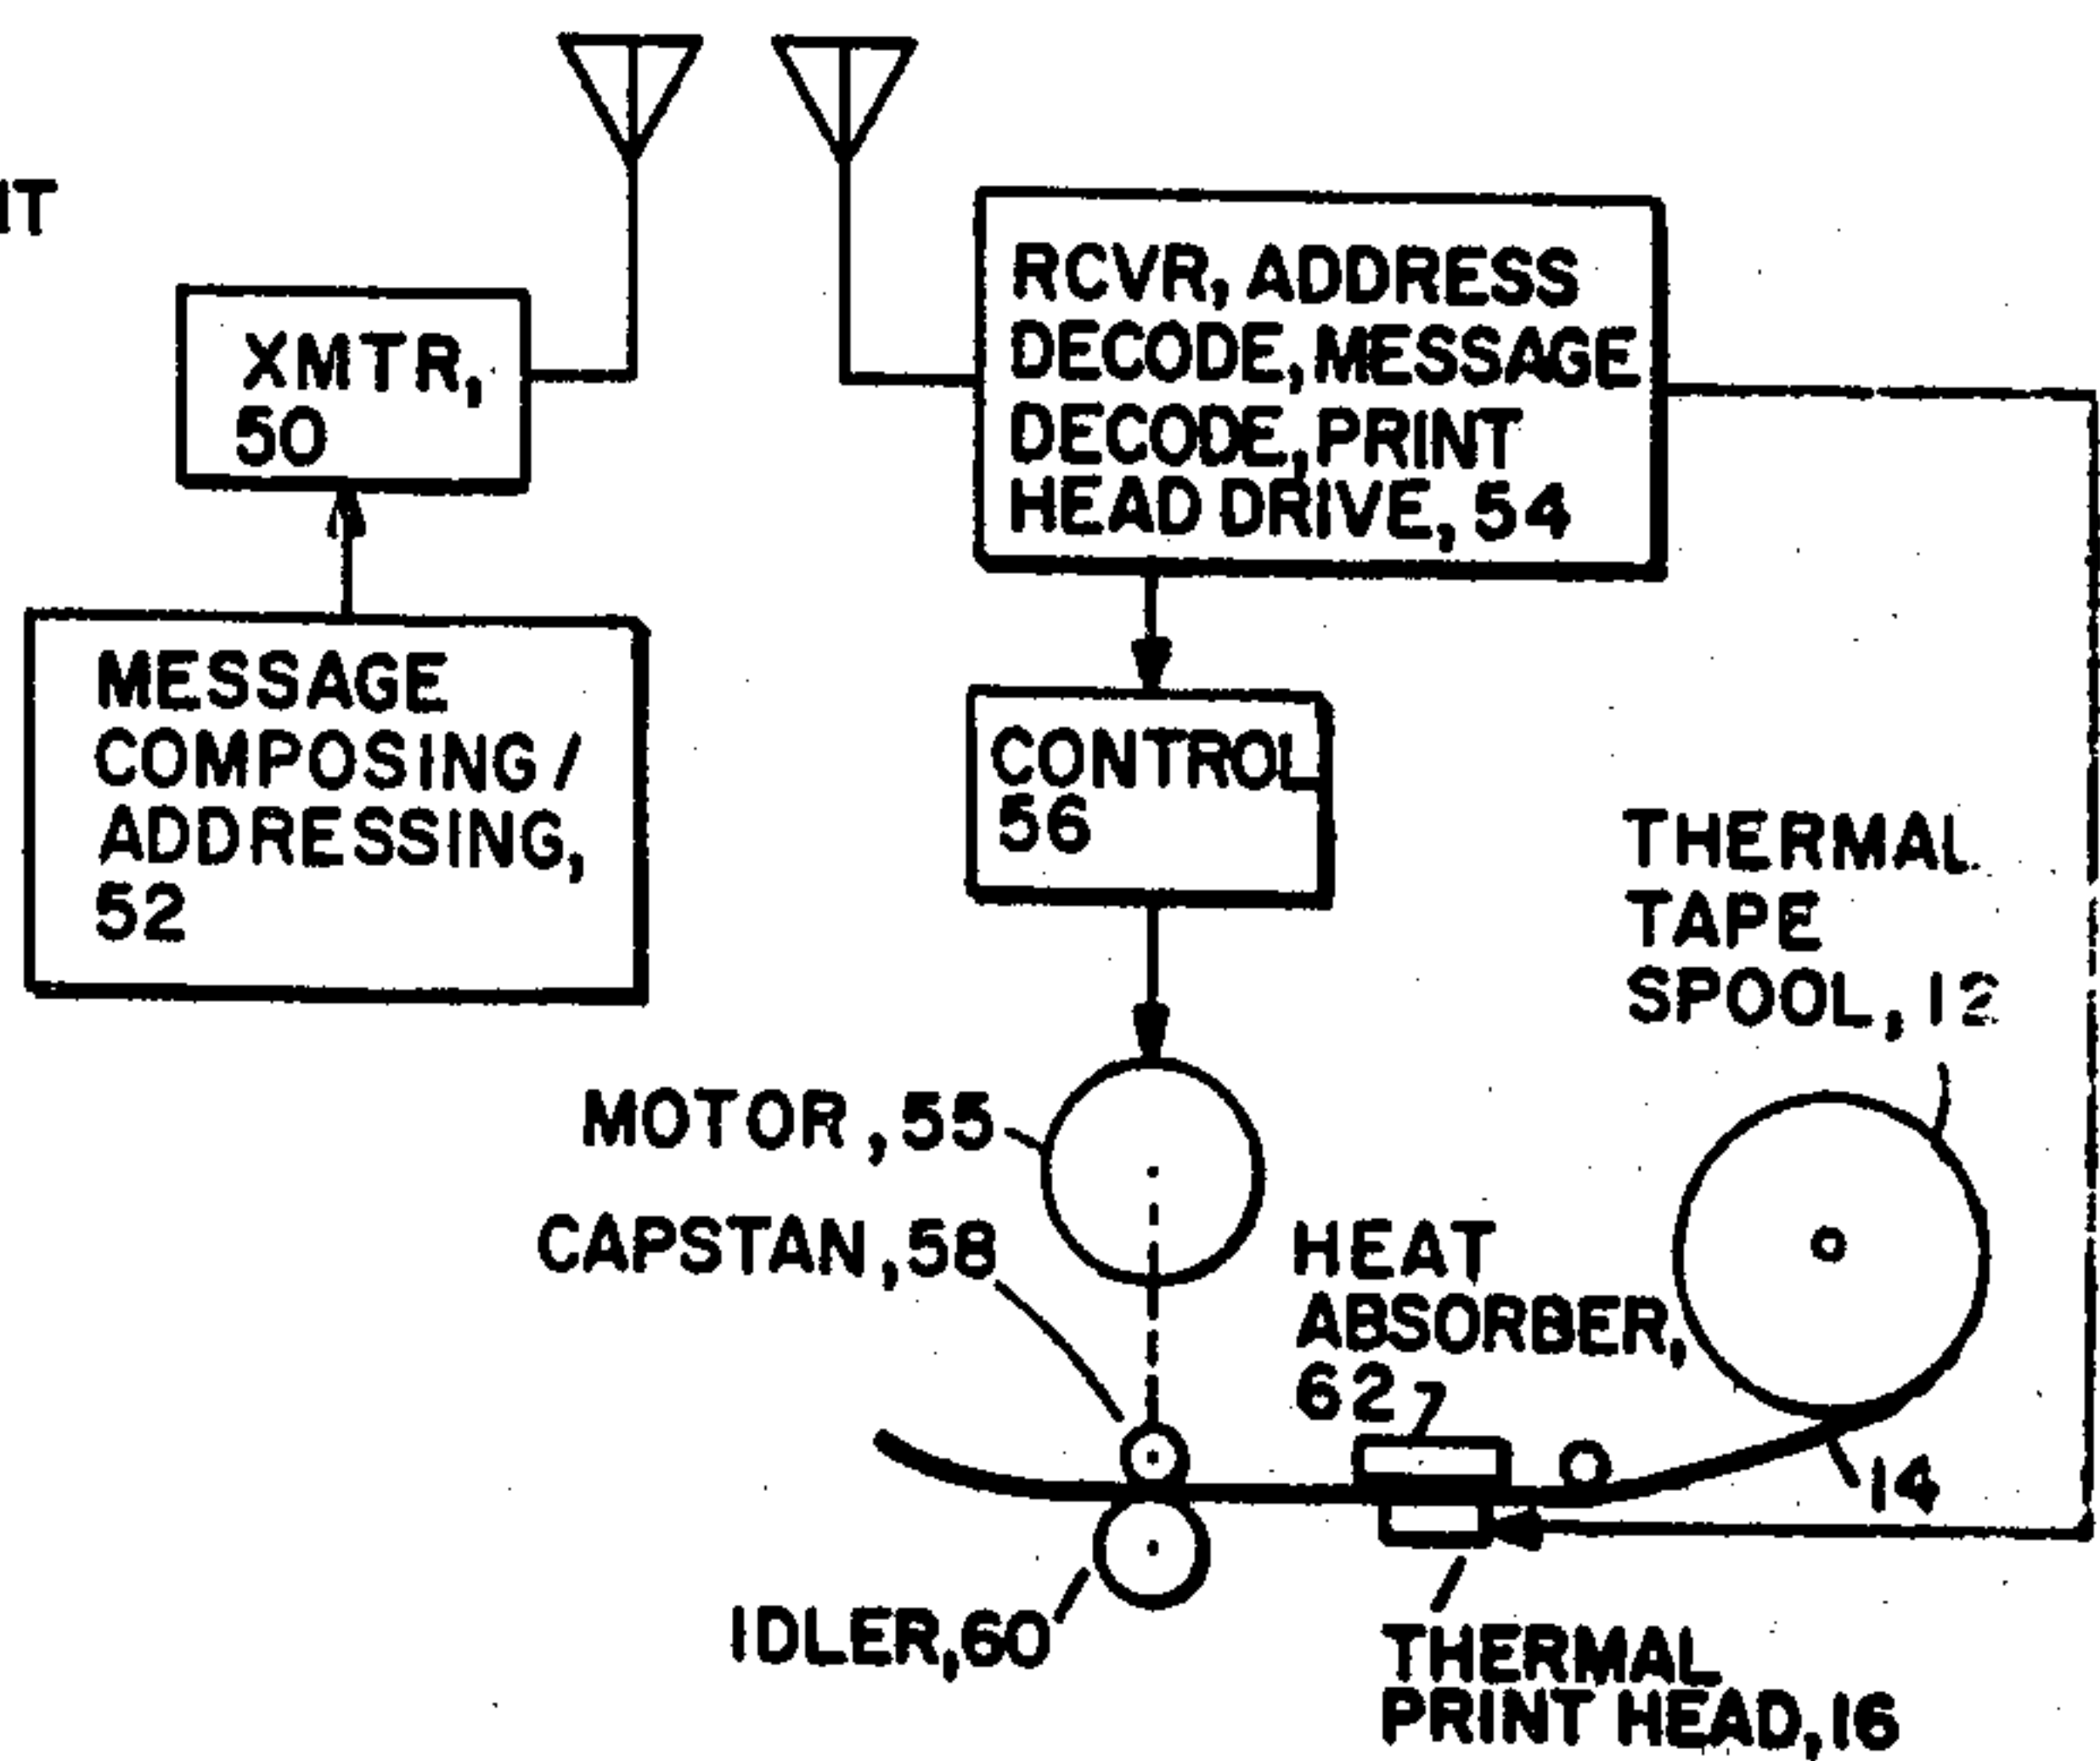 XMTR,
50
RCVR, ADDRESS
DECODE, MESSAGE
DECODE, PRINT
HEAD DRIVE, 54
MESSAGE
COMPOSING/
ADDRESSING,
52
CONTROL
56
THERMAL
TAPE
SPOOL, 12
MOTOR, 55
CAPSTAN, 58
HEAT
ABSORBER,
62
14
IDLER, 60
THERMAL
PRINT HEAD, 16